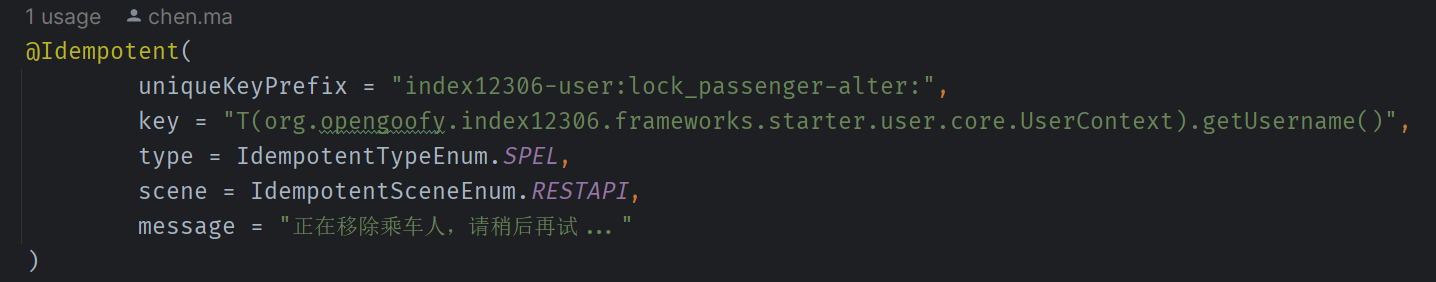 1 usage chen.ma
@Idempotent(
uniqueKeyPrefix = "index12306-user:lock_passenger-alter:",
key = "T(org.opengoofy.index12306.frameworks.starter.user.core.UserContext).getUsername()",
type = IdempotentTypeEnum.SPEL,
scene = IdempotentSceneEnum.RESTAPI,
message = "正在移除乘车人，请稍后再试..."
)